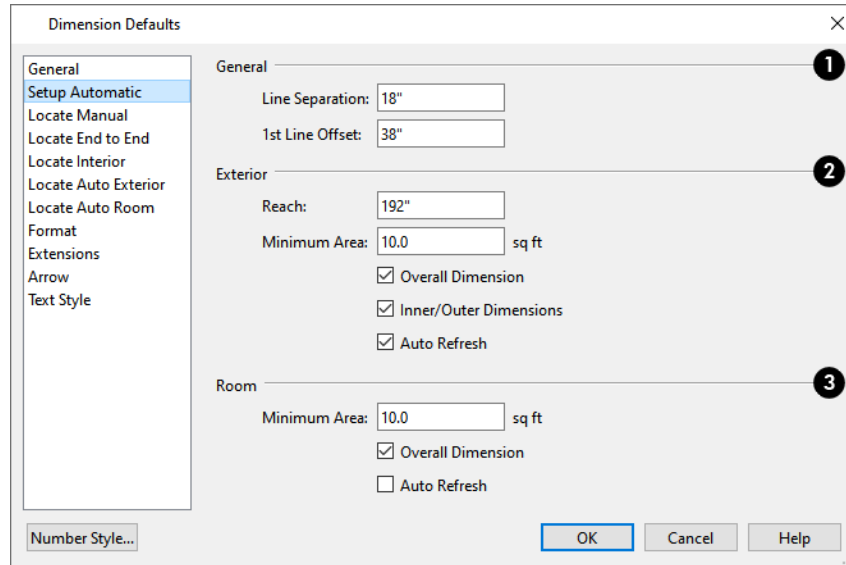 Dimension Defaults
General
Setup Automatic
Locate Manual
Locate End to End
Locate Interior
Locate Auto Exterior
Locate Auto Room
Format
Extensions
Arrow
Text Style
General 1
Line Separation: 18"
1st Line Offset: 38"
Exterior 2
Reach: 192"
Minimum Area: 10.0 sq ft
Overall Dimension
Inner/Outer Dimensions
Auto Refresh
Room 3
Minimum Area: 10.0 sq ft
Overall Dimension
Auto Refresh
Number Style... OK Cancel Help